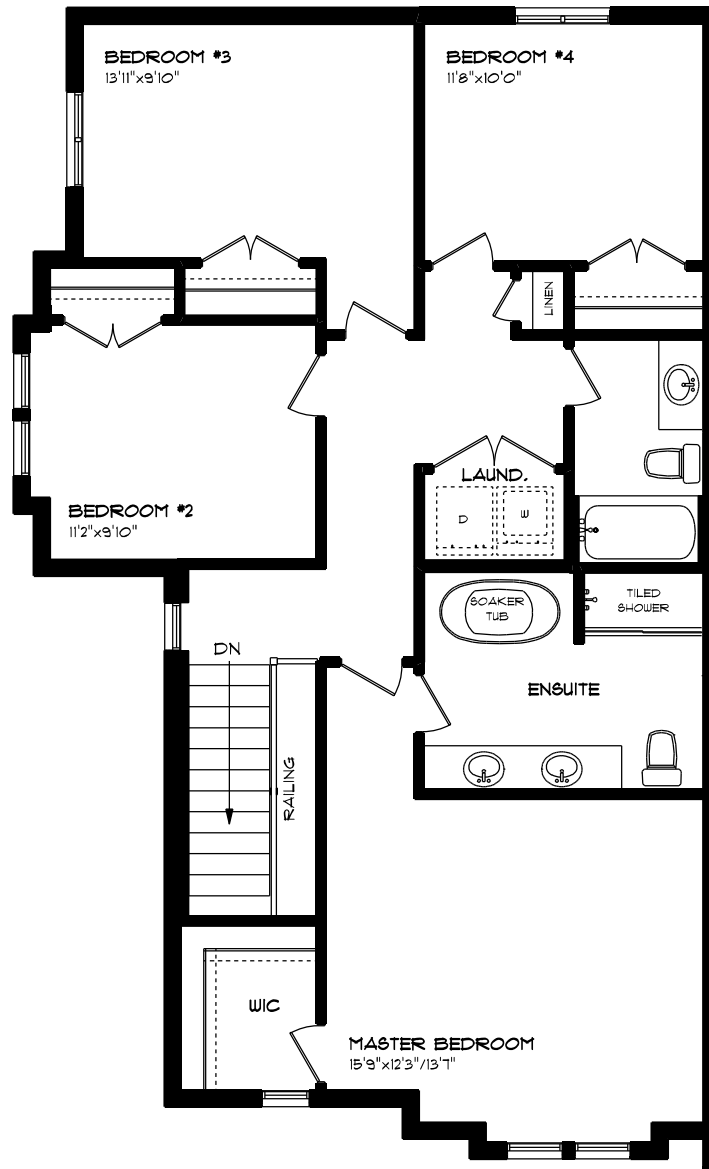 BEDROOM #3
13'11"x9'10"
BEDROOM #4
11'8"x10'0"
LINEN
LAUND.
D
W
BEDROOM #2
11'2"x9'10"
SOAKER
TUB
TILED
SHOWER
DN
ENSUITE
RAILING
WIC
MASTER BEDROOM
15'9"x12'3"/13'7"